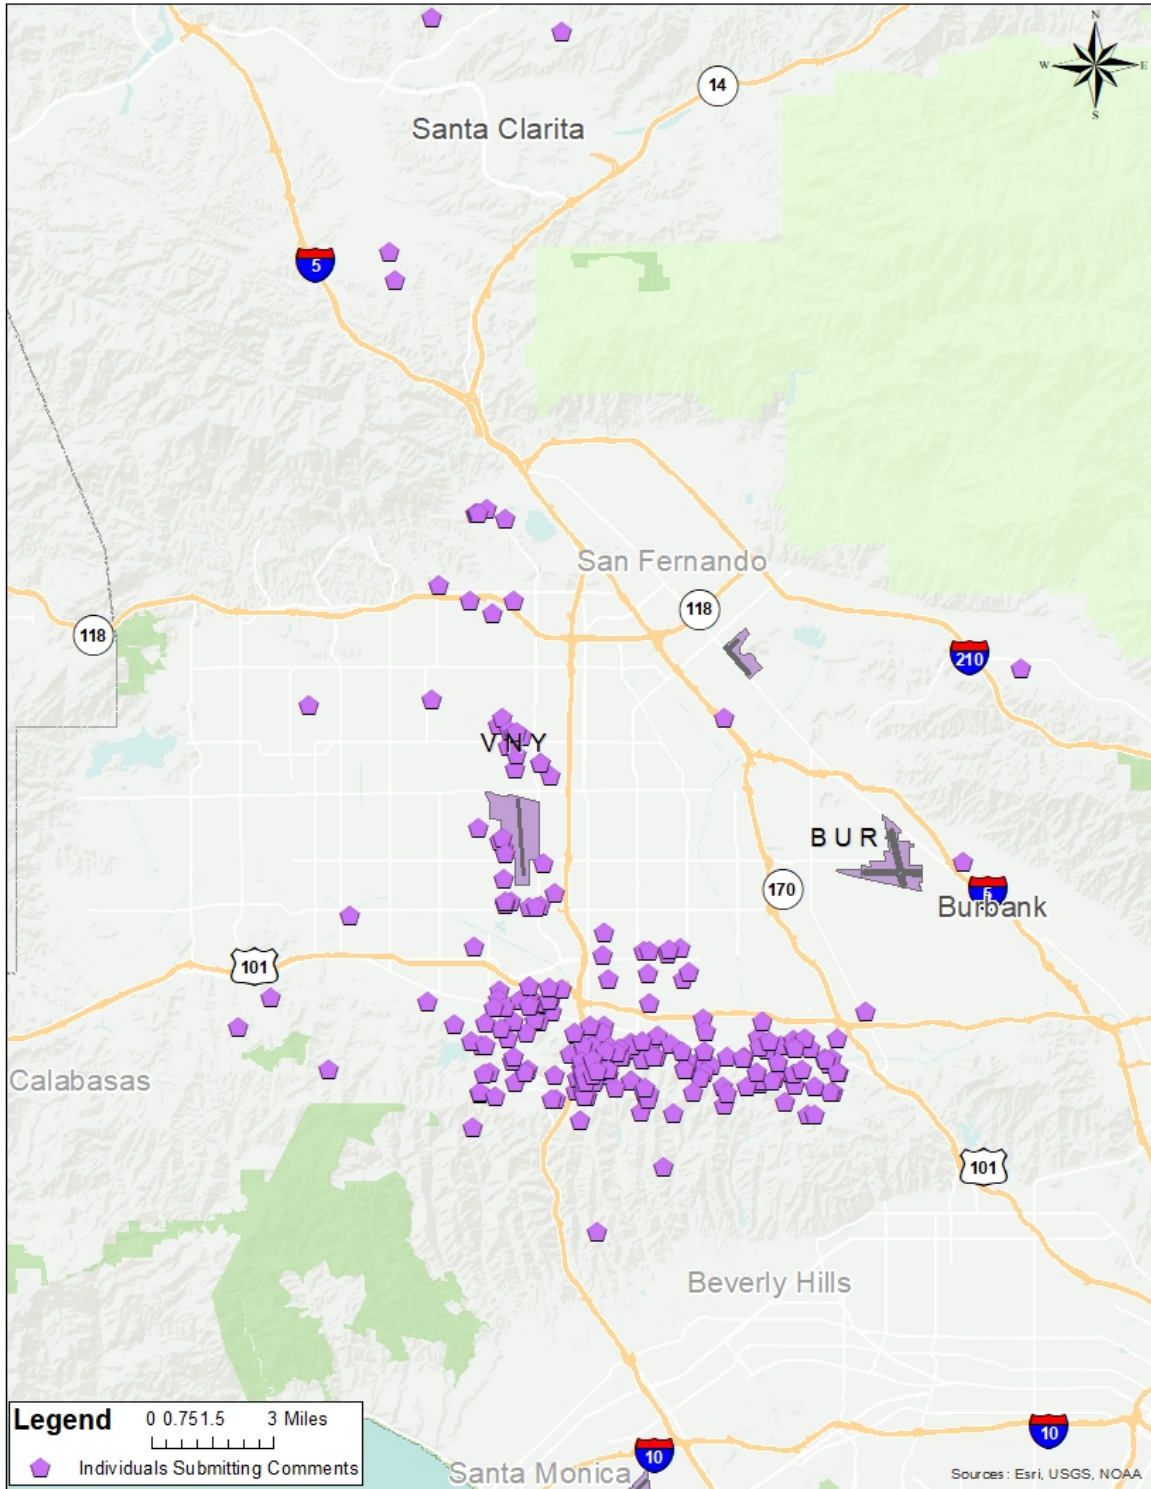 N
W E
S
14
Santa Clarita
5
San Fernando
118
118
210
VNY
BUR
170
5
Burbank
101
Calabasas
101
Beverly Hills
Legend
0 0.75 1.5 3 Miles
Individuals Submitting Comments
10
10
Santa Monica
Sources: Esri, USGS, NOAA